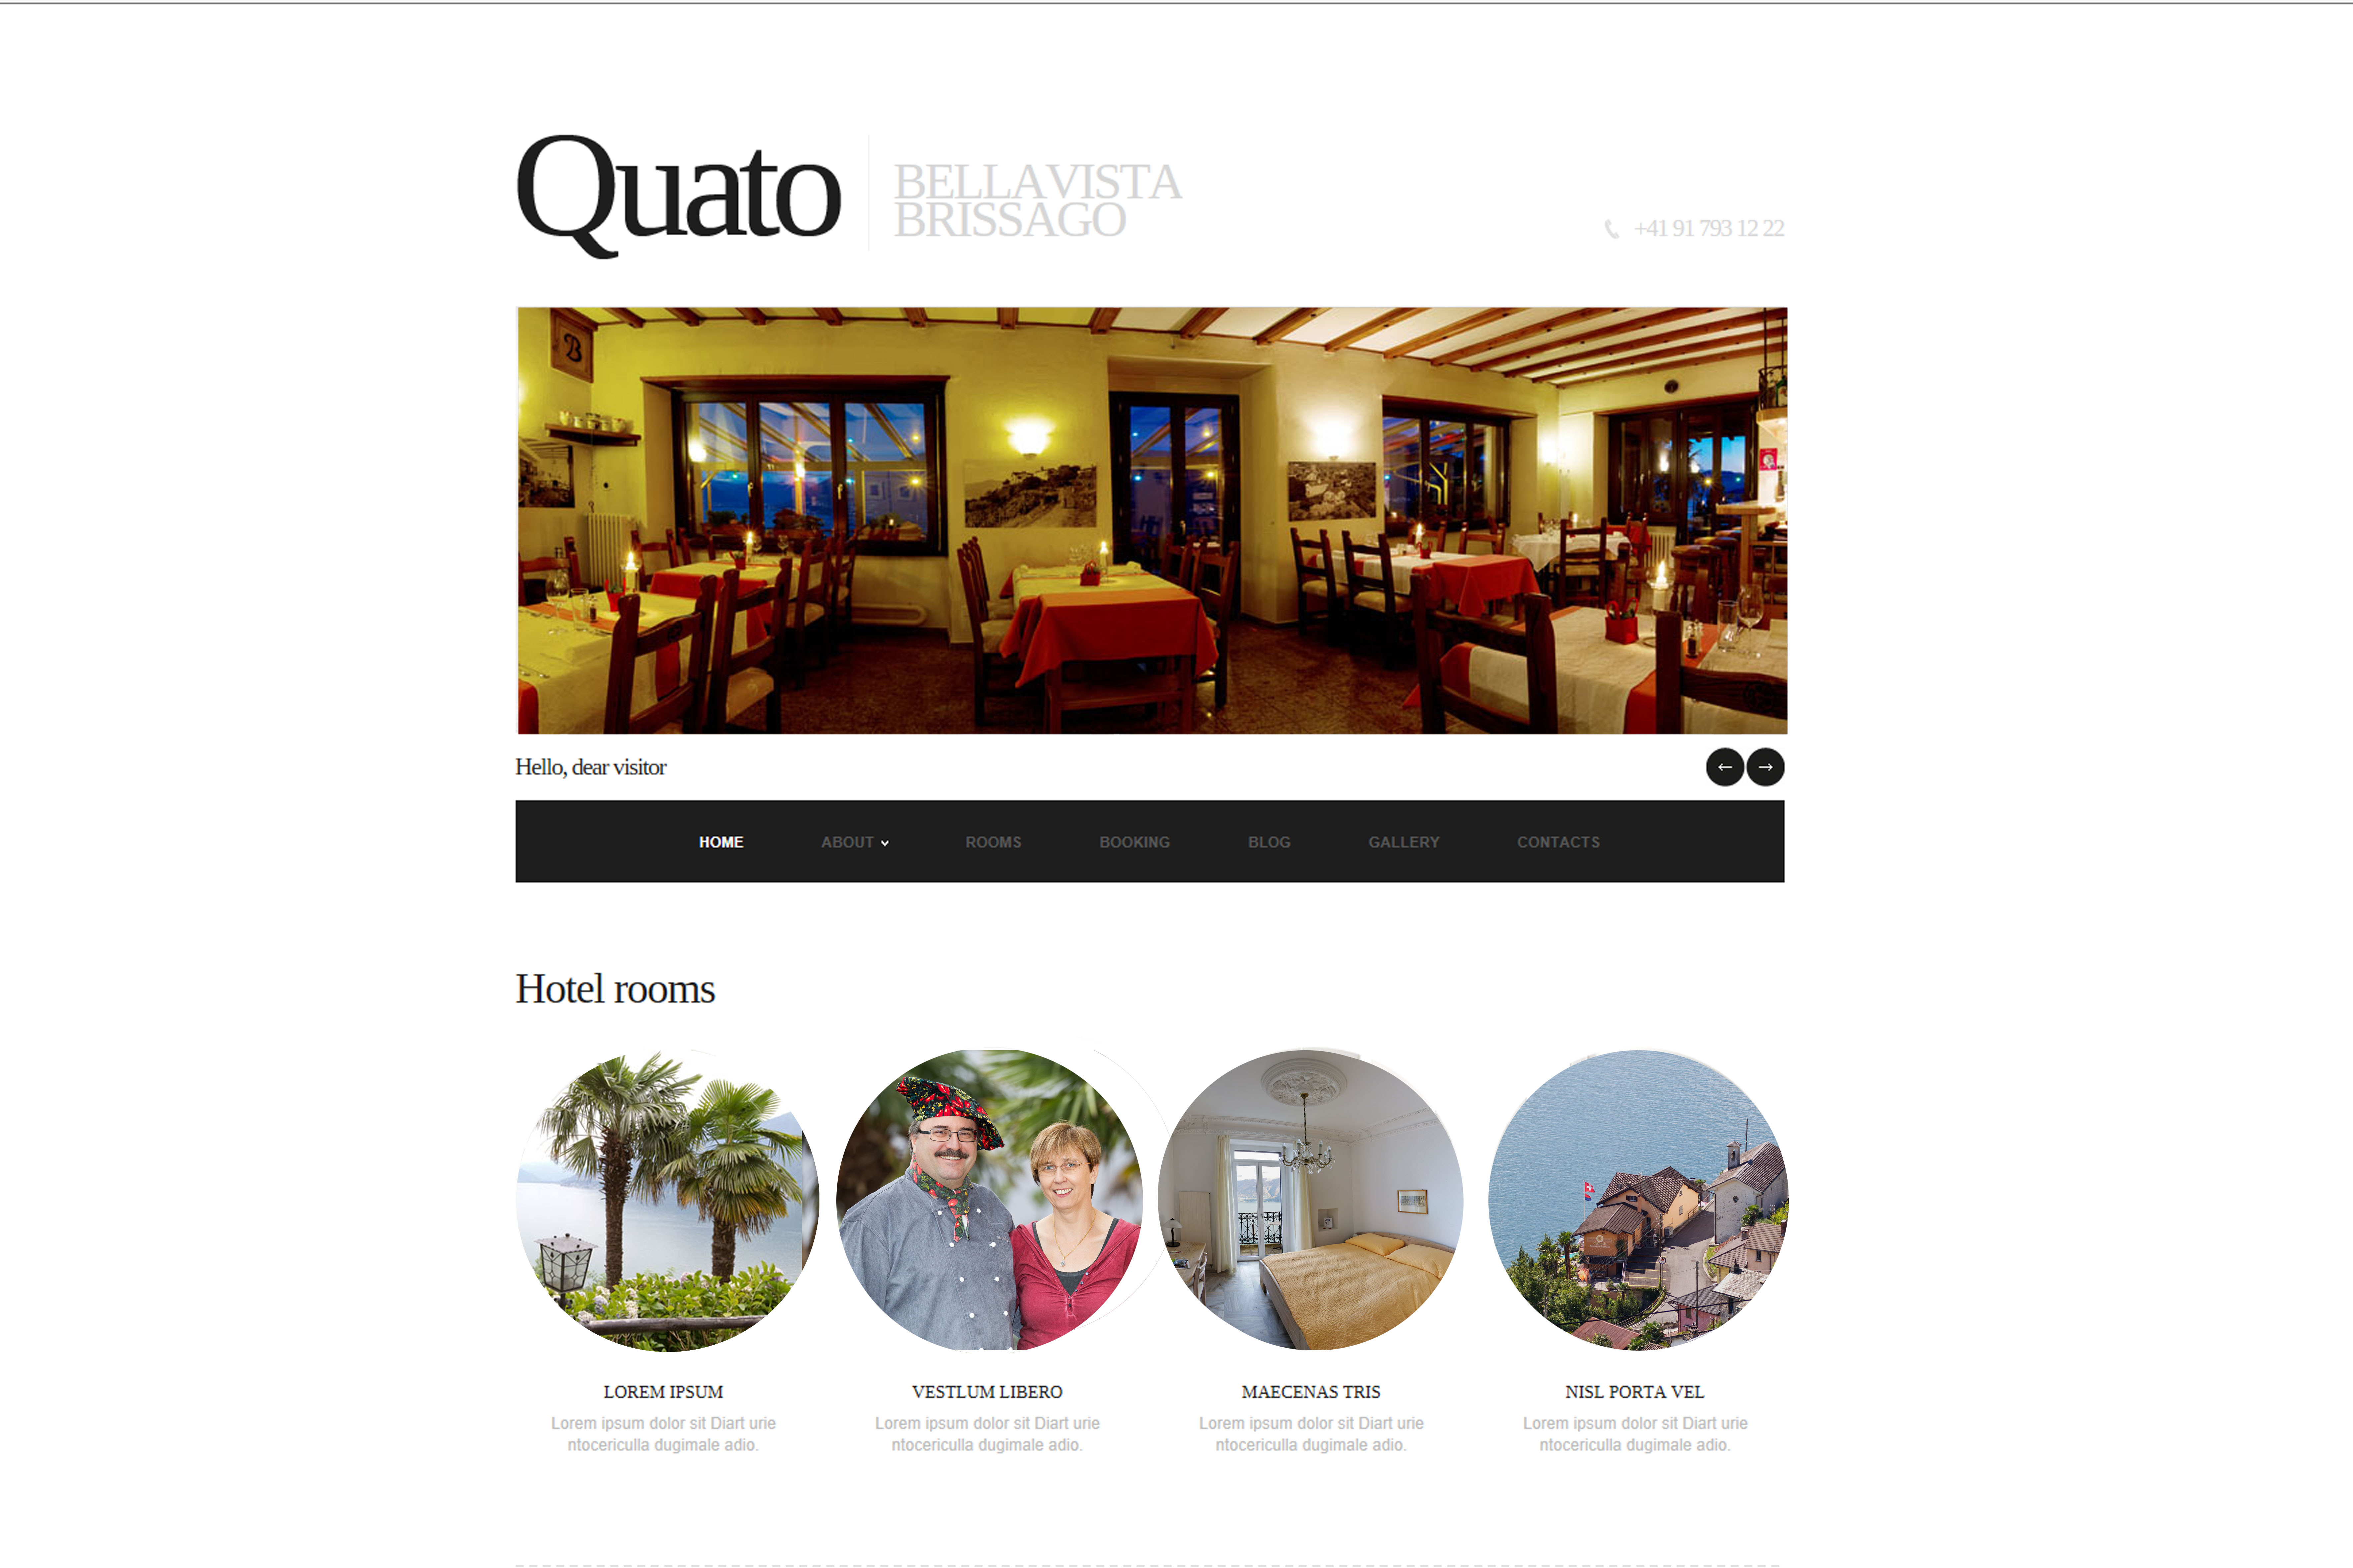 Quato
BELLAVISTA
BRISSAGO
+41 91 793 12 22
B
Hello, dear visitor
HOME ABOUT ROOMS BOOKING BLOG GALLERY CONTACTS
Hotel rooms
LOREM IPSUM
Lorem ipsum dolor sit Diart urie
ntocericulla dugimale adio.
VESTLUM LIBERO
Lorem ipsum dolor sit Diart urie
ntocericulla dugimale adio.
MAECENAS TRIS
Lorem ipsum dolor sit Diart urie
ntocericulla dugimale adio.
NISL PORTA VEL
Lorem ipsum dolor sit Diart urie
ntocericulla dugimale adio.